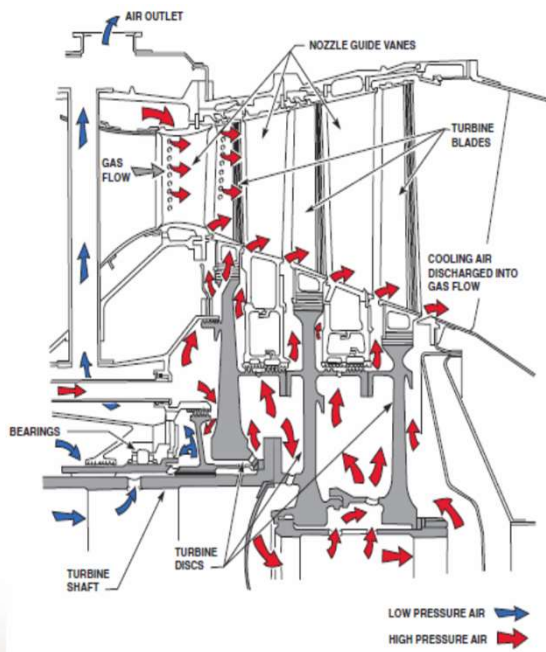 AIR OUTLET
NOZZLE GUIDE VANES
TURBINE
BLADES
GAS
FLOW
COOLING AIR
DISCHARGED INTO
GAS FLOW
BEARINGS
TURBINE
DISCS
TURBINE
SHAFT
LOW PRESSURE AIR
HIGH PRESSURE AIR